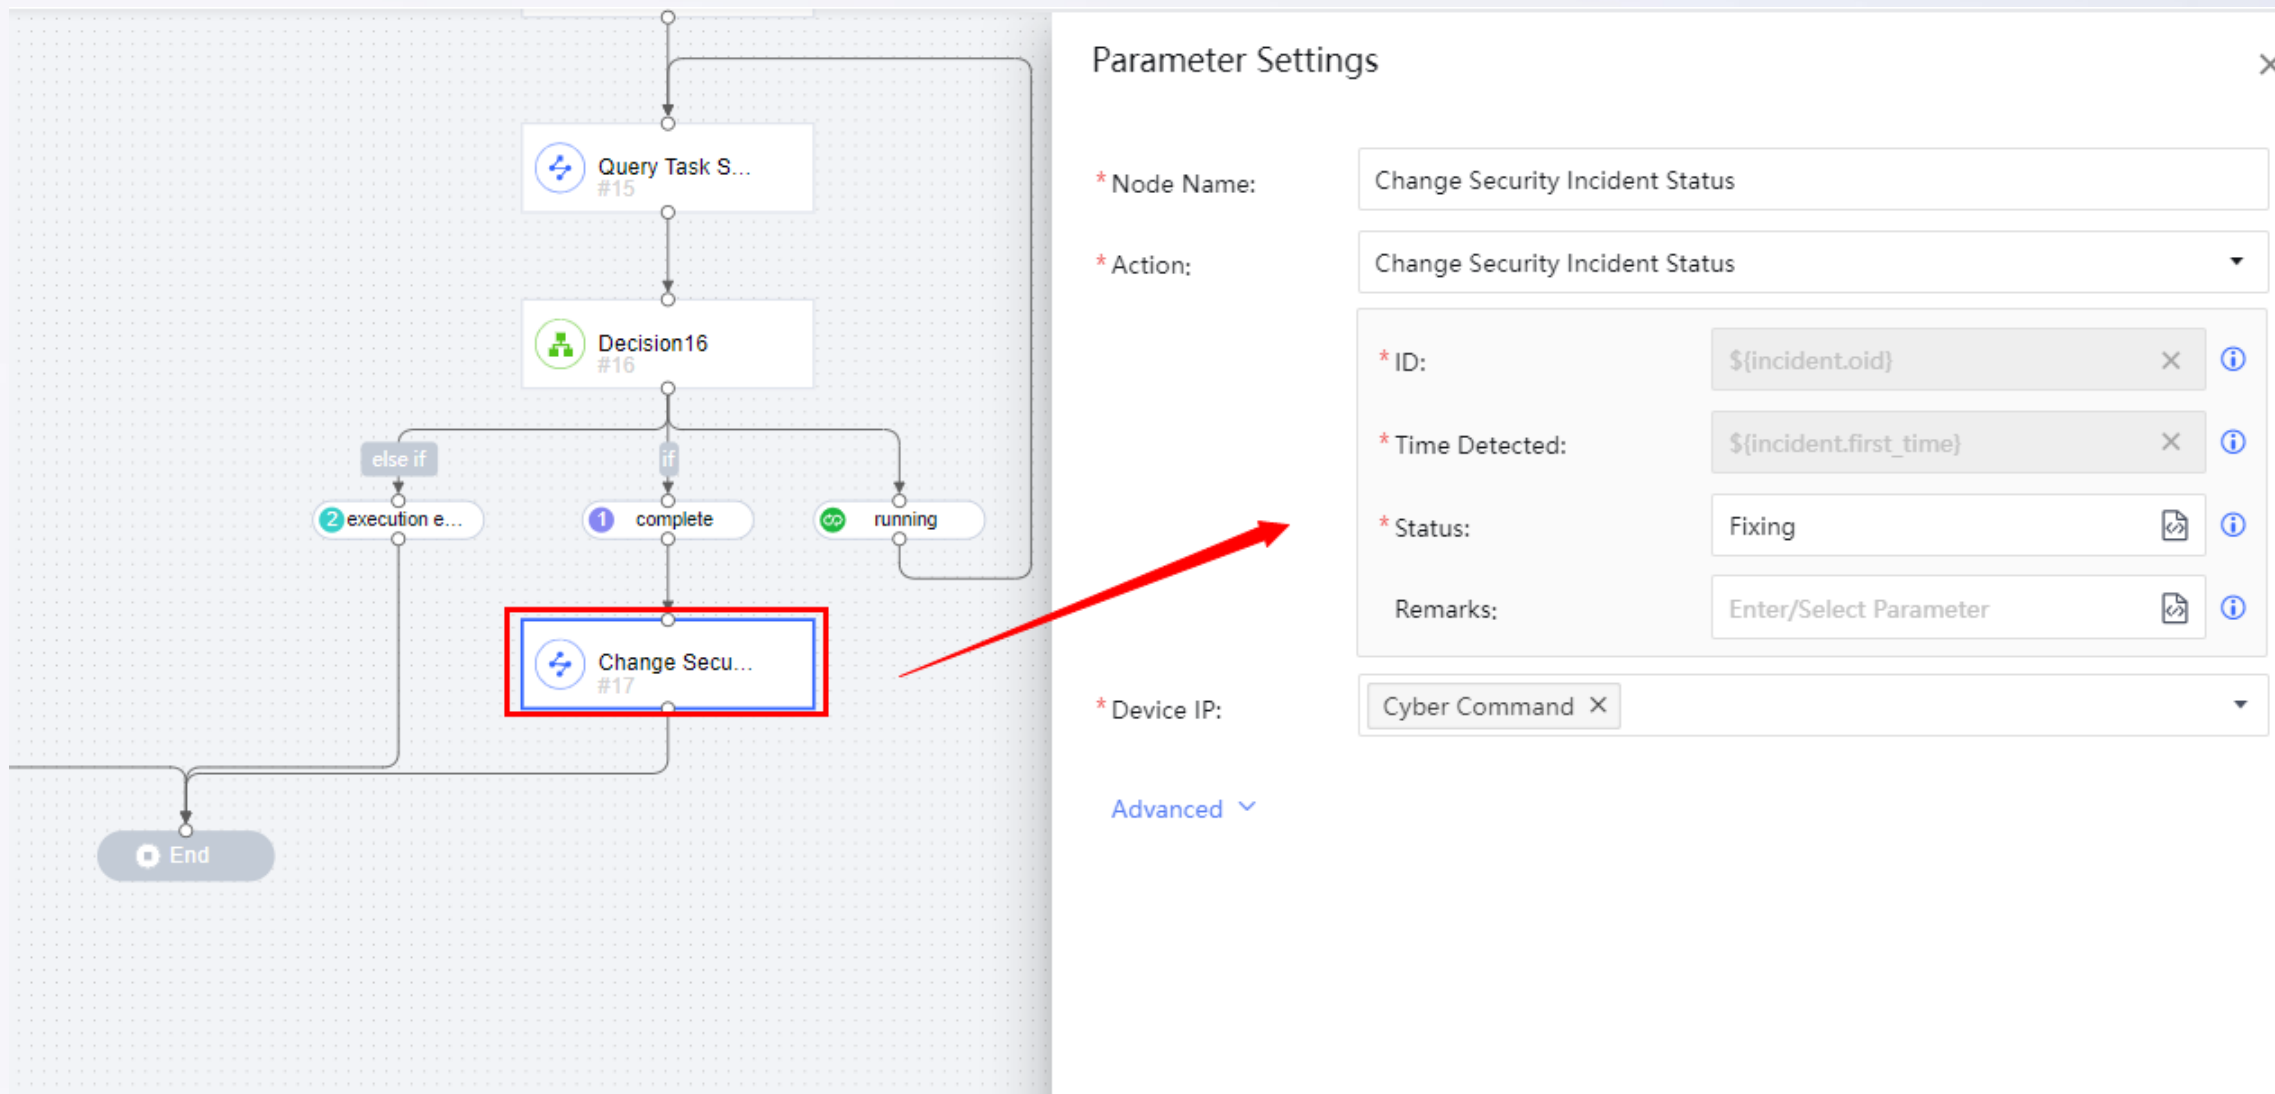 Query Task S...
#15
Decision16
#16
else if
if
2 execution e...
1 complete
running
Change Secu...
#17
End
Parameter Settings
* Node Name:
Change Security Incident Status
* Action:
Change Security Incident Status
* ID:
${incident.oid}
* Time Detected:
${incident.first_time}
* Status:
Fixing
Remarks:
Enter/Select Parameter
* Device IP:
Cyber Command
Advanced